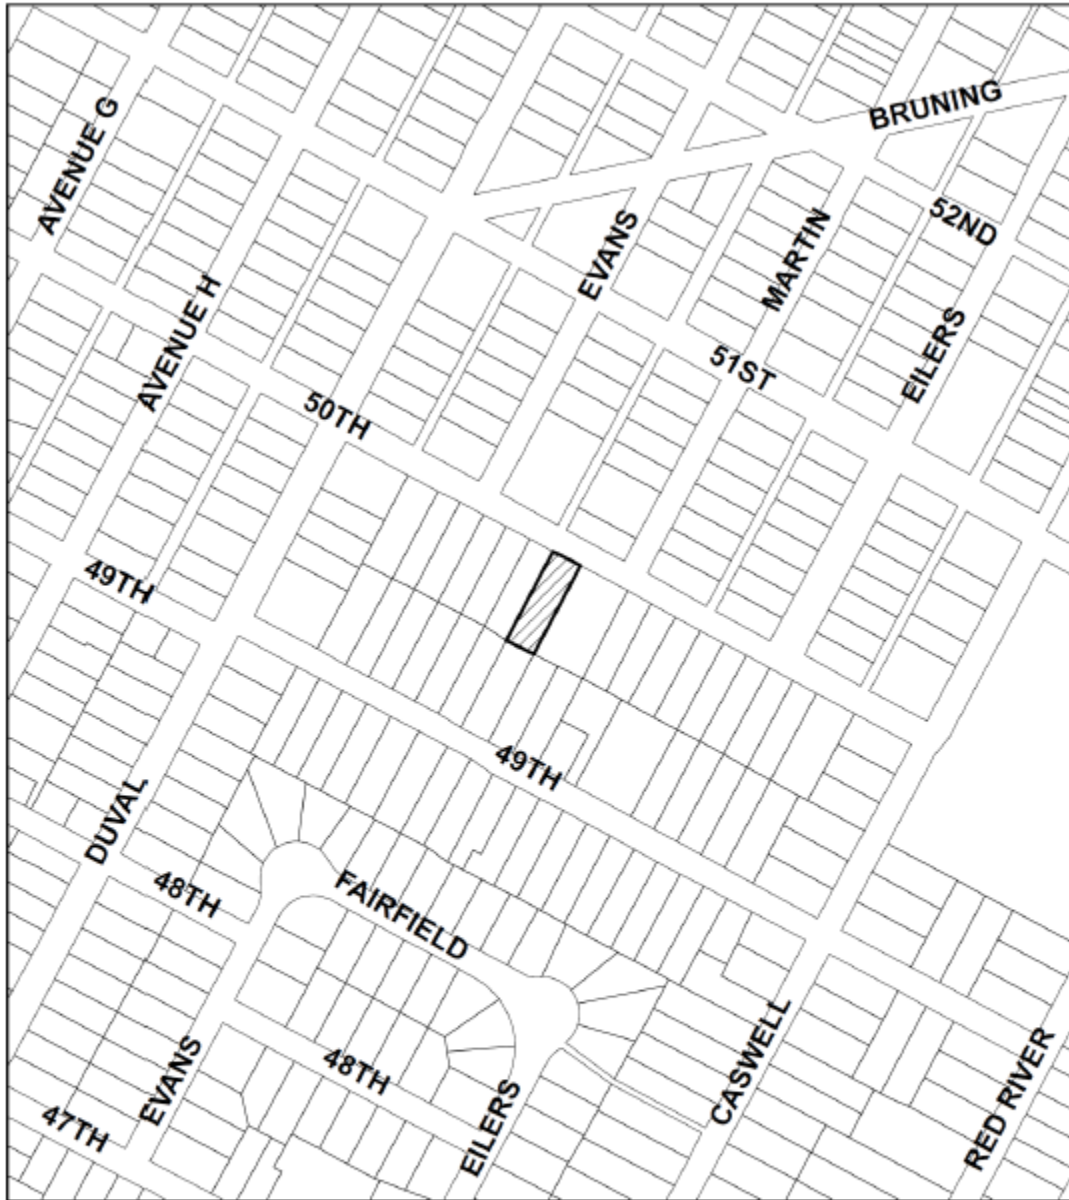 BRUNING
AVENUE G
52ND
EVANS
MARTIN
AVENUE H
EILERS
51ST
50TH
49TH
49TH
DUVAL
48TH
FAIRFIELD
CASWELL
EVANS
48TH
RED RIVER
EILERS
47TH